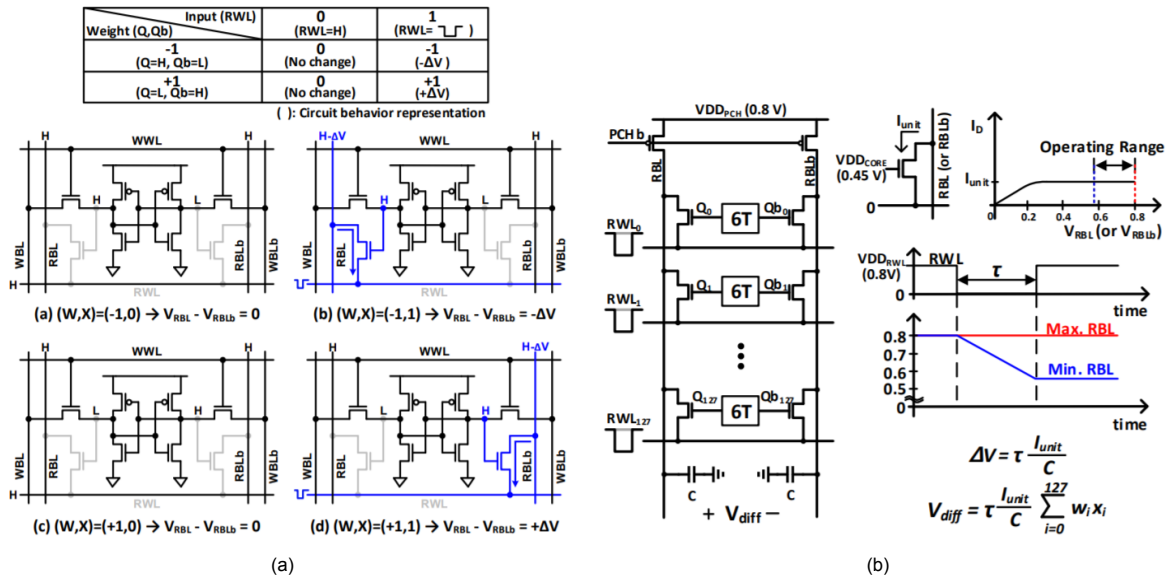 Input (RWL)
Weight (Q,Qb)
0
(RWL=H)
1
(RWL= )
-1
(Q=H, Qb=L)
0
(No change)
-1
(-ΔV )
+1
(Q=L, Qb=H)
0
(No change)
+1
(+ΔV)
( ): Circuit behavior representation
H H H H
WWL
H L
WBL RBL RBLb WBLb
H RWL
(a) (W,X)=(-1,0) → VRBL - VRBLb = 0
H H-ΔV H H
WWL
H L
WBL RBL RBLb WBLb
RWL
(b) (W,X)=(-1,1) → VRBL - VRBLb = -ΔV
H H H H
WWL
L H
WBL RBL RBLb WBLb
H RWL
(c) (W,X)=(+1,0) → VRBL - VRBLb = 0
H H H-ΔV H
WWL
L H
WBL RBL RBLb WBLb
RWL
(d) (W,X)=(+1,1) → VRBL - VRBLb = +ΔV
(a)
VDDPCH (0.8 V)
PCHb
RBL RBLb
RWL0 Q0 6T Qb0
RWL1 Q1 6T Qb1
RWL127 Q127 6T Qb127
C C
+ Vdiff −
Iunit
VDDCORE
(0.45 V)
0
RBL (or RBLb)
ID
Operating Range
Iunit
0 0.2 0.4 0.6 0.8
VRBL (or VRBLb)
VDDRWL
(0.8V)
RWL
τ
0
time
0.8
0.7
0.6
0.5
0
Max. RBL
Min. RBL
time
ΔV = τ Iunit / C
Vdiff = τ Iunit / C 127 ∑ i=0 wi xi
(b)